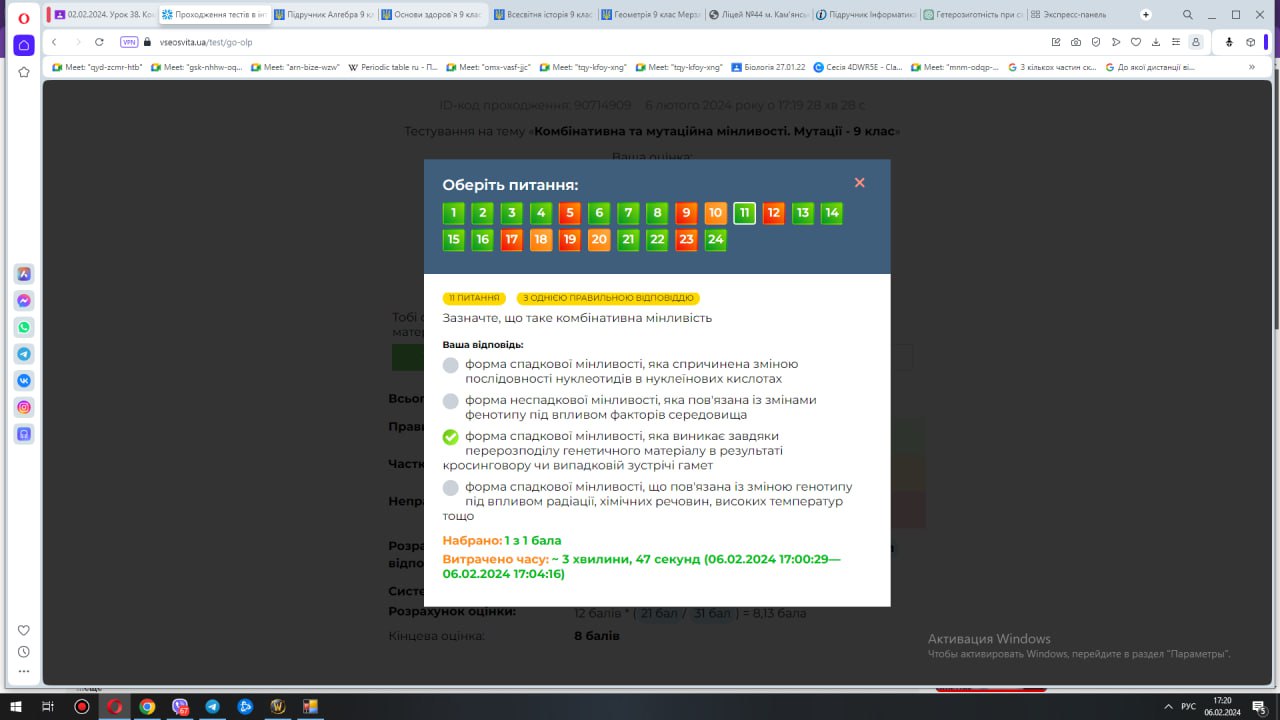 02.02.2024. Урок 38. Ко
Проходження тестів в ін
Підручник Алгебра 9 кл
Основи здоров'я 9 клас
Всесвітня історія 9 клас
Геометрія 9 клас Мерз
Ліцей №44 м. Кам'янсь
Підручник Інформатика
Гетерозиготність при с
Экспресс-панель
VPN
vseosvita.ua/test/go-olp
Meet: "qyd-zcmr-htb"
Meet: "gsk-nhhw-oq...
Meet: "arn-bize-wzw"
Periodic table ru - П...
Meet: "omx-vasf-jjc"
Meet: "tqy-kfoy-xng"
Meet: "tqy-kfoy-xng"
Біологія 27.01.22
Сесія 4DWR5E - Cla...
Meet: "mnm-odqp-...
З кількох частин ск...
До якої дистанції ві...
»
ID-код проходження: 90714909 6 лютого 2024 року о 17:19 28 хв 28 с
Тестування на тему «Комбінативна та мутаційна мінливість. Мутації - 9 клас»
Ваша оцінка:
Оберіть питання:
1 2 3 4 5 6 7 8 9 10 11 12 13 14
15 16 17 18 19 20 21 22 23 24
11 ПИТАННЯ
З ОДНІЄЮ ПРАВИЛЬНОЮ ВІДПОВІДДЮ
Зазначте, що таке комбінативна мінливість
Ваша відповідь:
форма спадкової мінливості, яка спричинена зміною
послідовності нуклеотидів в нуклеїнових кислотах
форма неспадкової мінливості, яка пов'язана із змінами
фенотипу під впливом факторів середовища
форма спадкової мінливості, яка виникає завдяки
перерозподілу генетичного матеріалу в результаті
кросинговору чи випадковій зустрічі гамет
форма спадкової мінливості, що пов'язана із зміною генотипу
під впливом радіації, хімічних речовин, високих температур
тощо
Набрано: 1 з 1 бала
Витрачено часу: ~ 3 хвилини, 47 секунд (06.02.2024 17:00:29—
06.02.2024 17:04:16)
Тобі
мате
Всьог
Прав
Частк
Непра
Розра
відпо
Систе
Розрахунок оцінки: 12 балів * ( 21 бал / 31 бал ) = 8,13 бала
Кінцева оцінка: 8 балів
Активация Windows
Чтобы активировать Windows, перейдите в раздел "Параметры".
67
РУС
17:20
06.02.2024
5